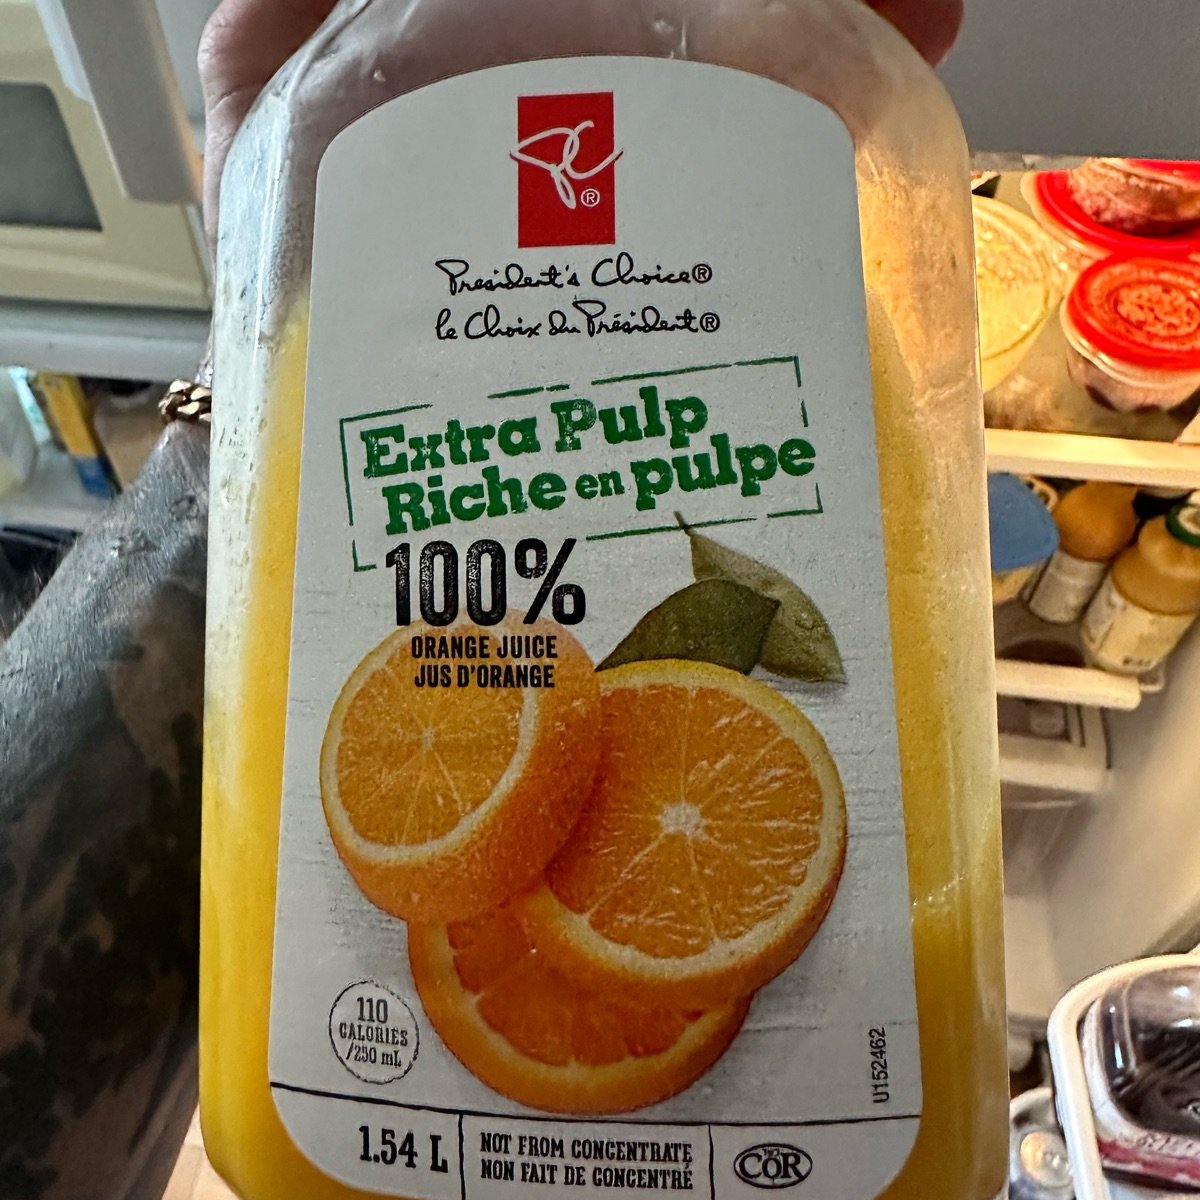 PC®
President's Choice®
le Choix du Président®
Extra Pulp
Riche en pulpe
100%
ORANGE JUICE
JUS D'ORANGE
110
CALORIES
/250 mL
U152462
1.54 L
NOT FROM CONCENTRATE
NON FAIT DE CONCENTRÉ
COR